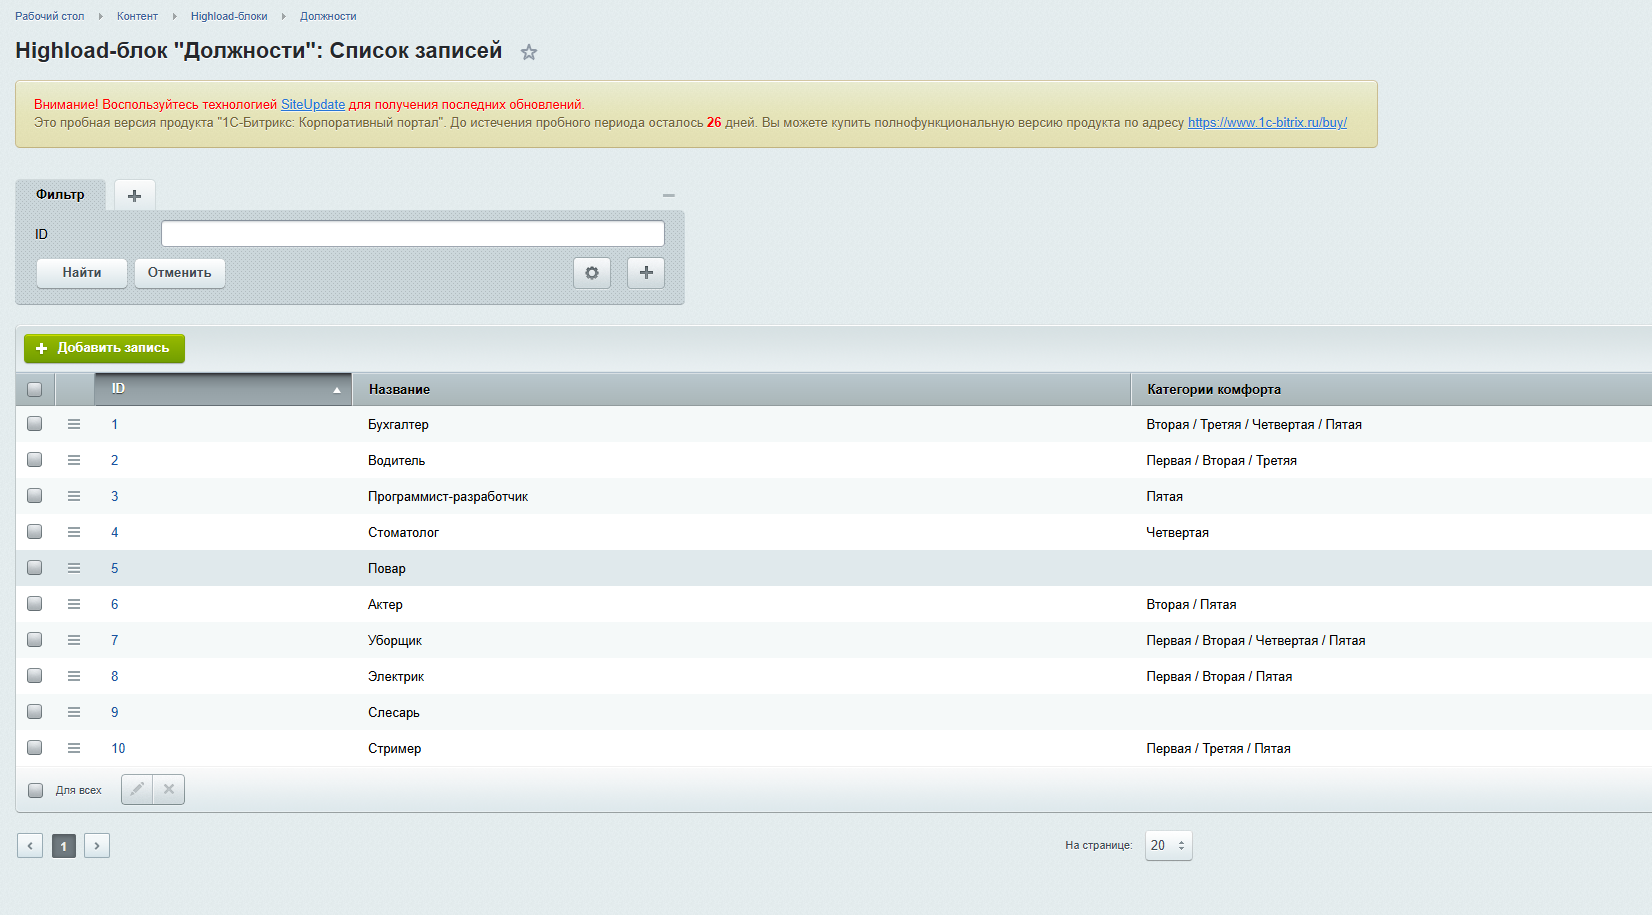 Рабочий стол Контент Highload-блоки Должности
Highload-блок "Должности": Список записей
Внимание! Воспользуйтесь технологией SiteUpdate для получения последних обновлений.
Это пробная версия продукта "1С-Битрикс: Корпоративный портал". До истечения пробного периода осталось 26 дней. Вы можете купить полнофункциональную версию продукта по адресу https://www.1c-bitrix.ru/buy/
Фильтр
ID
Найти Отменить
Добавить запись
ID Название Категории комфорта
1 Бухгалтер Вторая / Третяя / Четвертая / Пятая
2 Водитель Первая / Вторая / Третяя
3 Программист-разработчик Пятая
4 Стоматолог Четвертая
5 Повар
6 Актер Вторая / Пятая
7 Уборщик Первая / Вторая / Четвертая / Пятая
8 Электрик Первая / Вторая / Пятая
9 Слесарь
10 Стример Первая / Третяя / Пятая
Для всех
1 На странице: 20